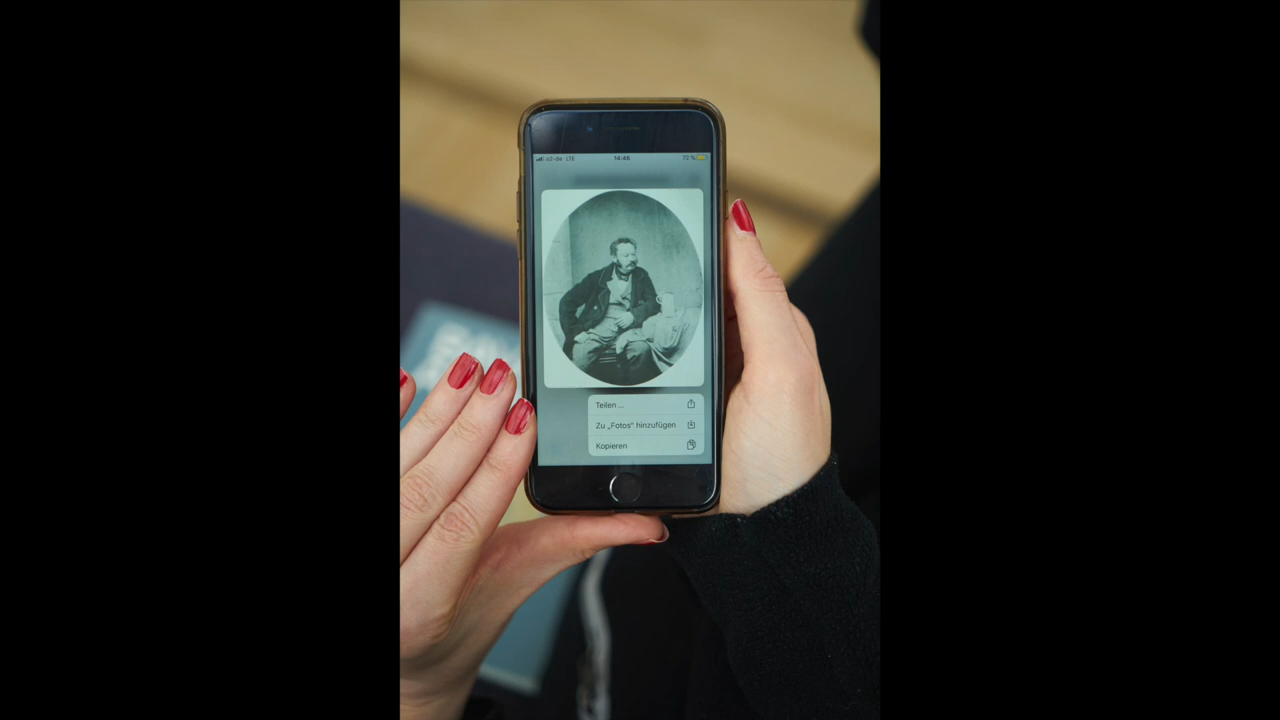 o2-de LTE 14:46 72 %
Teilen ...
Zu „Fotos" hinzufügen
Kopieren